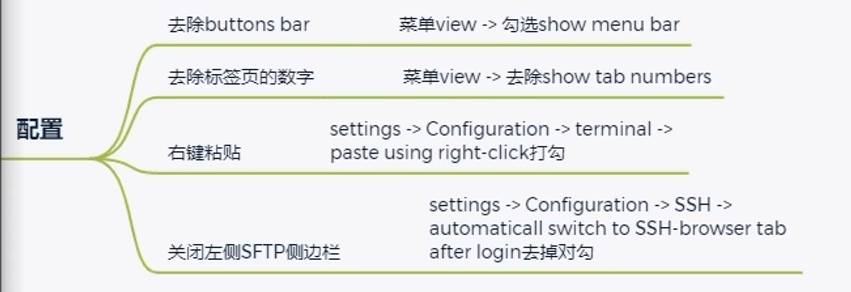 配置
去除buttons bar
菜单view -> 勾选show menu bar
去除标签页的数字
菜单view -> 去除show tab numbers
右键粘贴
settings -> Configuration -> terminal ->
paste using right-click打勾
关闭左侧SFTP侧边栏
settings -> Configuration -> SSH ->
automaticall switch to SSH-browser tab
after login去掉对勾